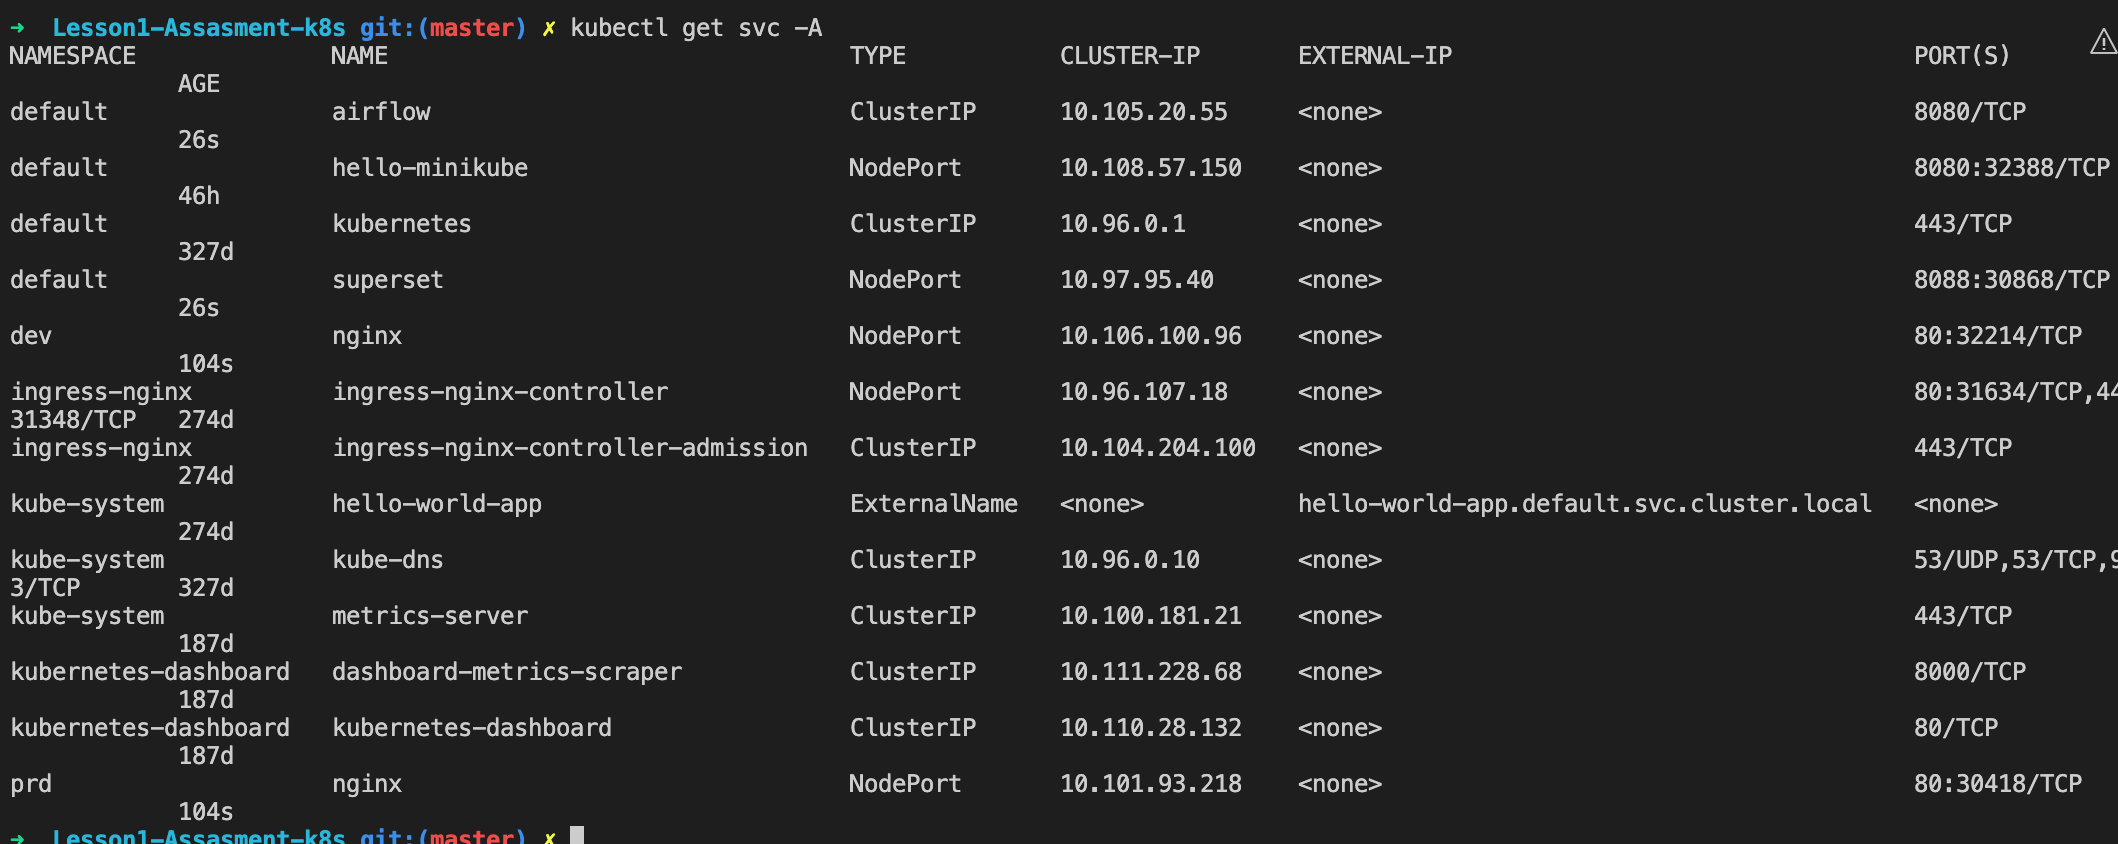 ➜  Lesson1-Assasment-k8s git:(master) ✗ kubectl get svc -A
NAMESPACE              NAME                                 TYPE           CLUSTER-IP       EXTERNAL-IP                                 PORT(S)
            AGE
default                airflow                              ClusterIP      10.105.20.55     <none>                                      8080/TCP
            26s
default                hello-minikube                       NodePort       10.108.57.150    <none>                                      8080:32388/TCP
            46h
default                kubernetes                           ClusterIP      10.96.0.1        <none>                                      443/TCP
            327d
default                superset                             NodePort       10.97.95.40      <none>                                      8088:30868/TCP
            26s
dev                    nginx                                NodePort       10.106.100.96    <none>                                      80:32214/TCP
            104s
ingress-nginx          ingress-nginx-controller             NodePort       10.96.107.18     <none>                                      80:31634/TCP,44
31348/TCP   274d
ingress-nginx          ingress-nginx-controller-admission   ClusterIP      10.104.204.100   <none>                                      443/TCP
            274d
kube-system            hello-world-app                      ExternalName   <none>           hello-world-app.default.svc.cluster.local   <none>
            274d
kube-system            kube-dns                             ClusterIP      10.96.0.10       <none>                                      53/UDP,53/TCP,9
3/TCP       327d
kube-system            metrics-server                       ClusterIP      10.100.181.21    <none>                                      443/TCP
            187d
kubernetes-dashboard   dashboard-metrics-scraper            ClusterIP      10.111.228.68    <none>                                      8000/TCP
            187d
kubernetes-dashboard   kubernetes-dashboard                 ClusterIP      10.110.28.132    <none>                                      80/TCP
            187d
prd                    nginx                                NodePort       10.101.93.218    <none>                                      80:30418/TCP
            104s
➜  Lesson1-Assasment-k8s git:(master) ✗